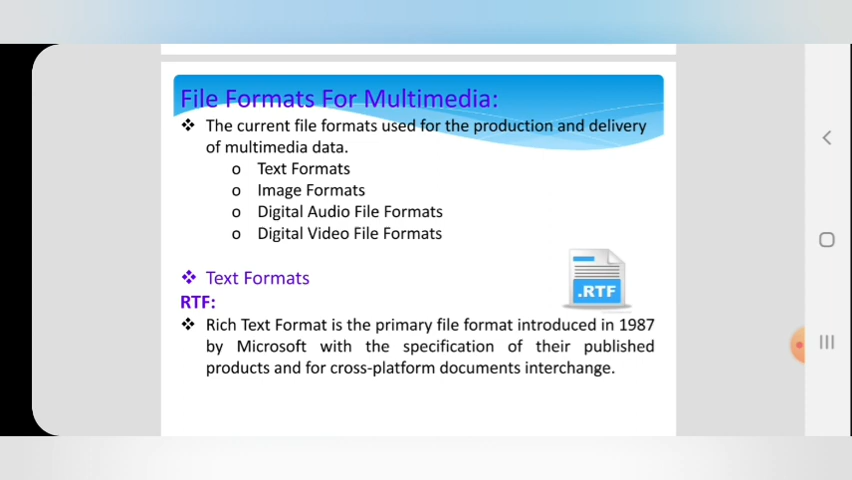 File Formats For Multimedia:
❖ The current file formats used for the production and delivery
of multimedia data.
o Text Formats
o Image Formats
o Digital Audio File Formats
o Digital Video File Formats
❖ Text Formats
.RTF
RTF:
❖ Rich Text Format is the primary file format introduced in 1987
by Microsoft with the specification of their published
products and for cross-platform documents interchange.